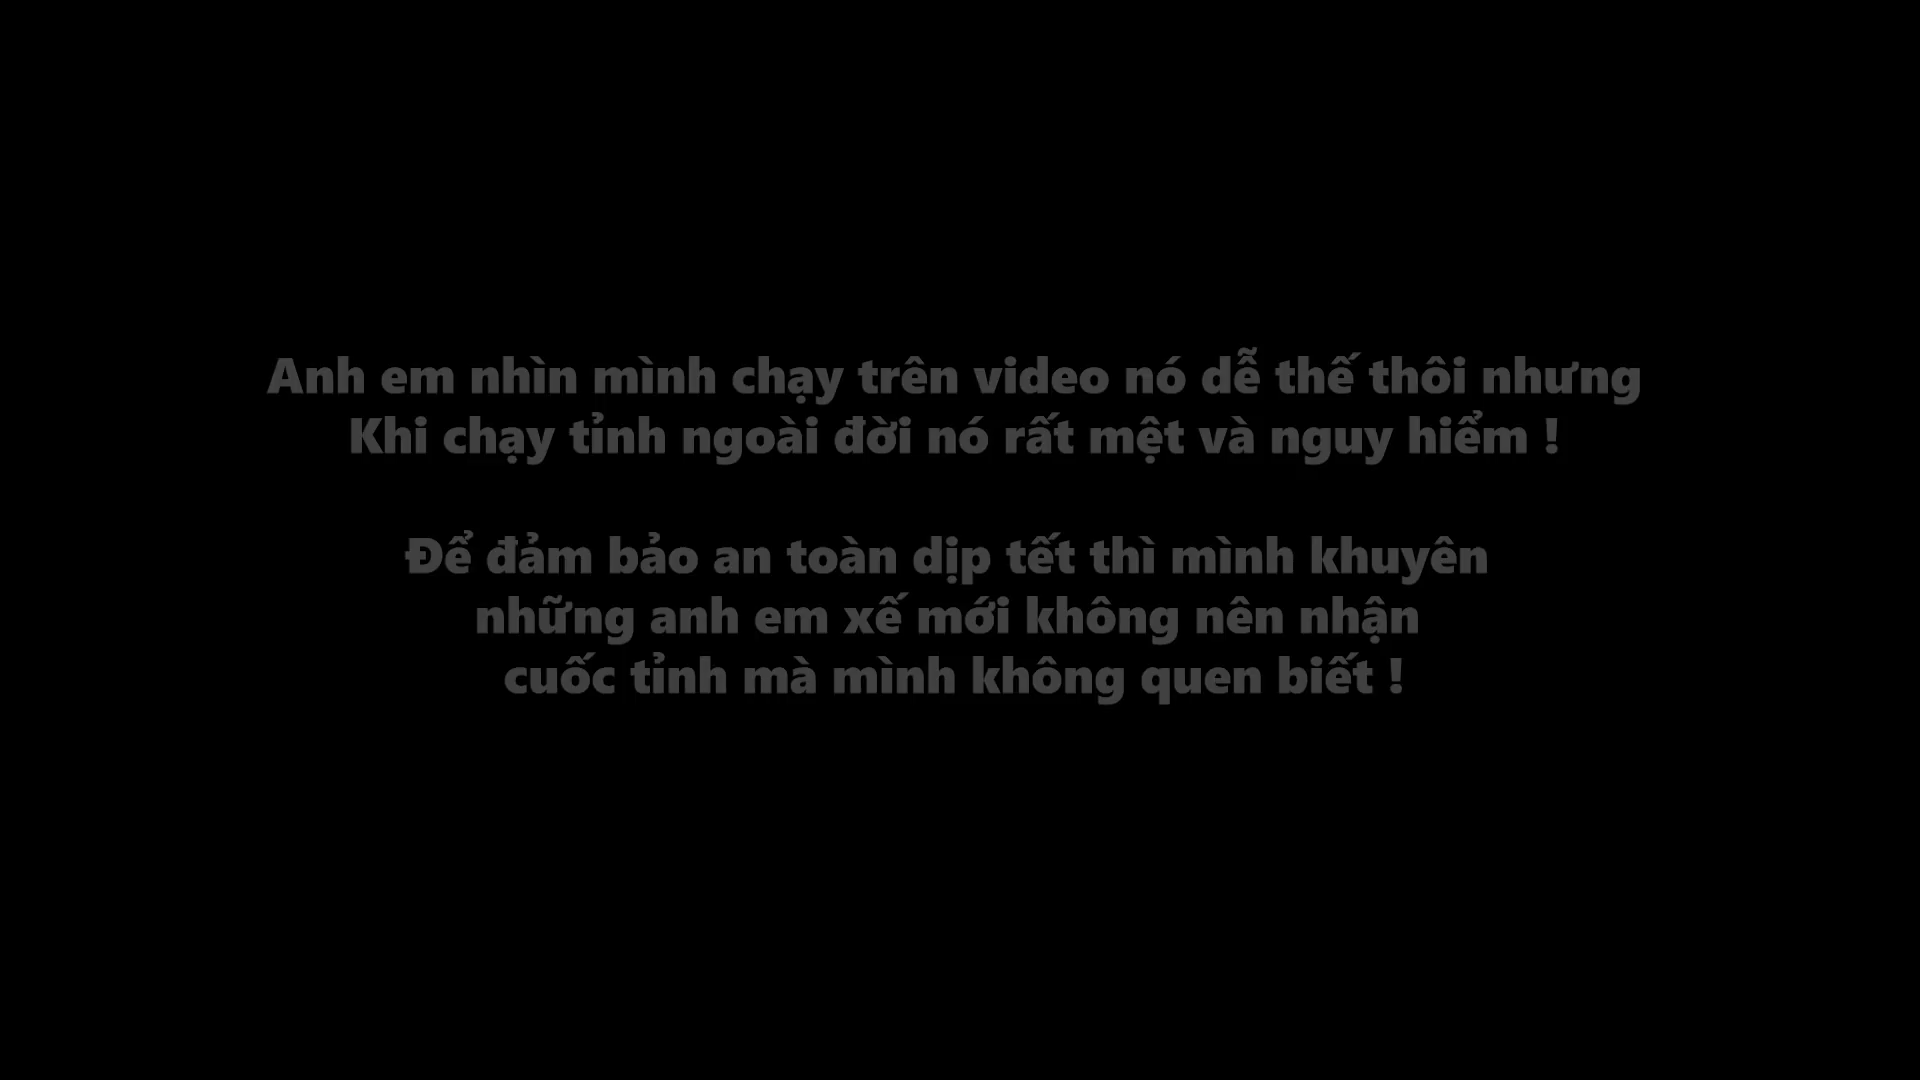 Anh em nhìn mình chạy trên video nó dễ thế thôi nhưng
Khi chạy tỉnh ngoài đời nó rất mệt và nguy hiểm !
Để đảm bảo an toàn dịp tết thì mình khuyên
những anh em xế mới không nên nhận
cuốc tỉnh mà mình không quen biết !